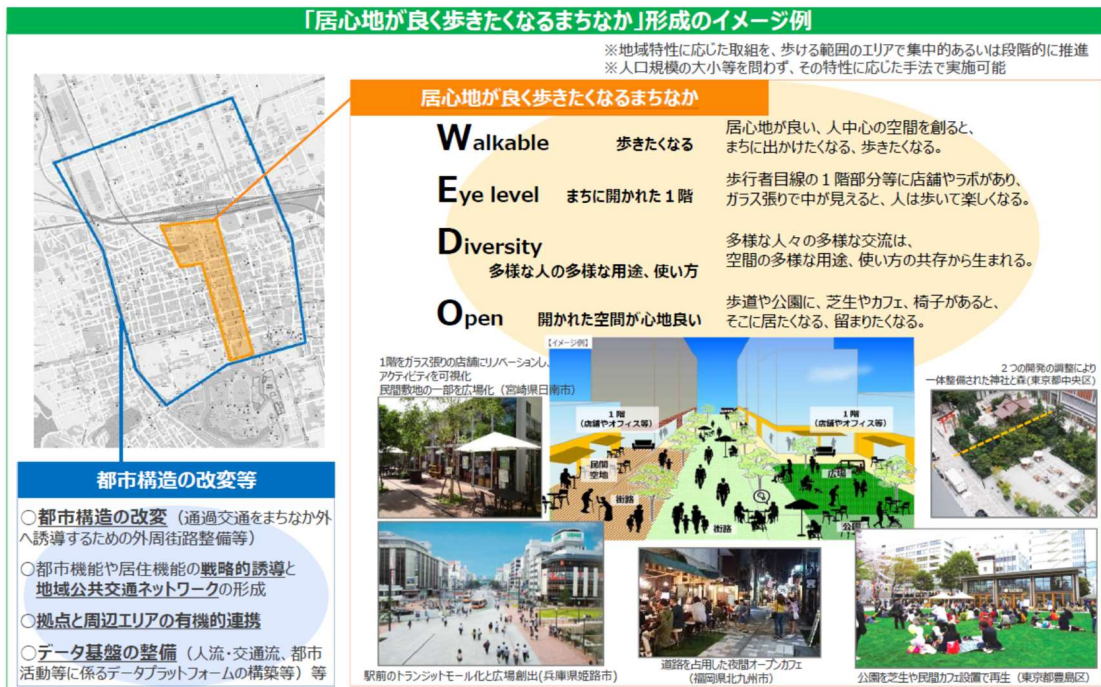 「居心地が良く歩きたくなるまちなか」形成のイメージ例
※地域特性に応じた取組を、歩ける範囲のエリアで集中的あるいは段階的に推進
※人口規模の大小等を問わず、その特性に応じた手法で実施可能
居心地が良く歩きたくなるまちなか
Walkable 歩きたくなる
居心地が良い、人中心の空間を創ると、
まちに出かけたくなる、歩きたくなる。
Eye level まちに開かれた１階
歩行者目線の１階部分等に店舗やラボがあり、
ガラス張りで中が見えると、人は歩いて楽しくなる。
Diversity
多様な人の多様な用途、使い方
多様な人々の多様な交流は、
空間の多様な用途、使い方の共存から生まれる。
Open 開かれた空間が心地良い
歩道や公園に、芝生やカフェ、椅子があると、
そこに居たくなる、留まりたくなる。
1階をガラス張りの店舗にリノベーションし、
アクティビティを可視化
民間敷地の一部を広場化（宮崎県日南市）
【イメージ例】
１階
（店舗やオフィス等）
１階
（店舗やオフィス等）
民間
空地
広場
街路
街路
公園
２つの開発の調整により
一体整備された神社と森(東京都中央区)
都市構造の改変等
○都市構造の改変（通過交通をまちなか外
へ誘導するための外周街路整備等）
○都市機能や居住機能の戦略的誘導と
地域公共交通ネットワークの形成
○拠点と周辺エリアの有機的連携
○データ基盤の整備（人流・交通流、都市
活動等に係るデータプラットフォームの構築等）等
駅前のトランジットモール化と広場創出(兵庫県姫路市)
道路を占用した夜間オープンカフェ
（福岡県北九州市）
公園を芝生や民間カフェ設置で再生（東京都豊島区）